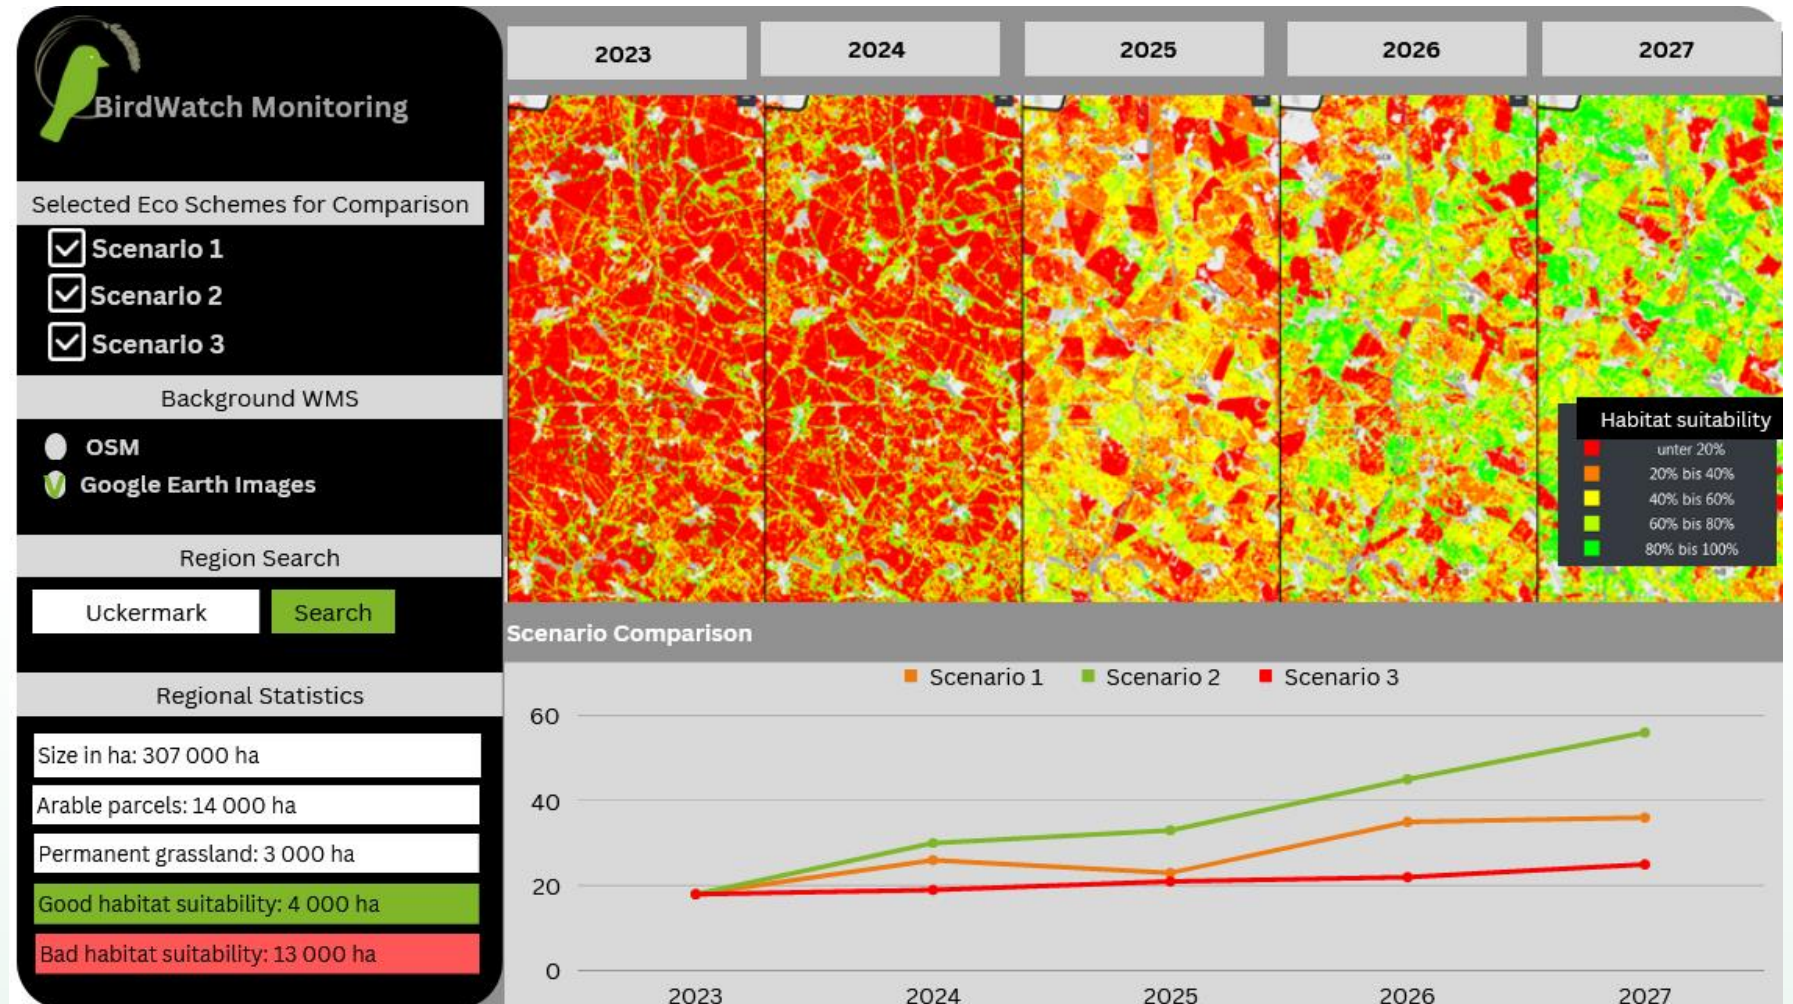 BirdWatch Monitoring
Selected Eco Schemes for Comparison
Scenario 1
Scenario 2
Scenario 3
Background WMS
OSM
Google Earth Images
Region Search
Uckermark
Search
Regional Statistics
Size in ha: 307 000 ha
Arable parcels: 14 000 ha
Permanent grassland: 3 000 ha
Good habitat suitability: 4 000 ha
Bad habitat suitability: 13 000 ha
2023
2024
2025
2026
2027
Habitat suitability
unter 20%
20% bis 40%
40% bis 60%
60% bis 80%
80% bis 100%
Scenario Comparison
Scenario 1
Scenario 2
Scenario 3
60
40
20
0
2023
2024
2025
2026
2027